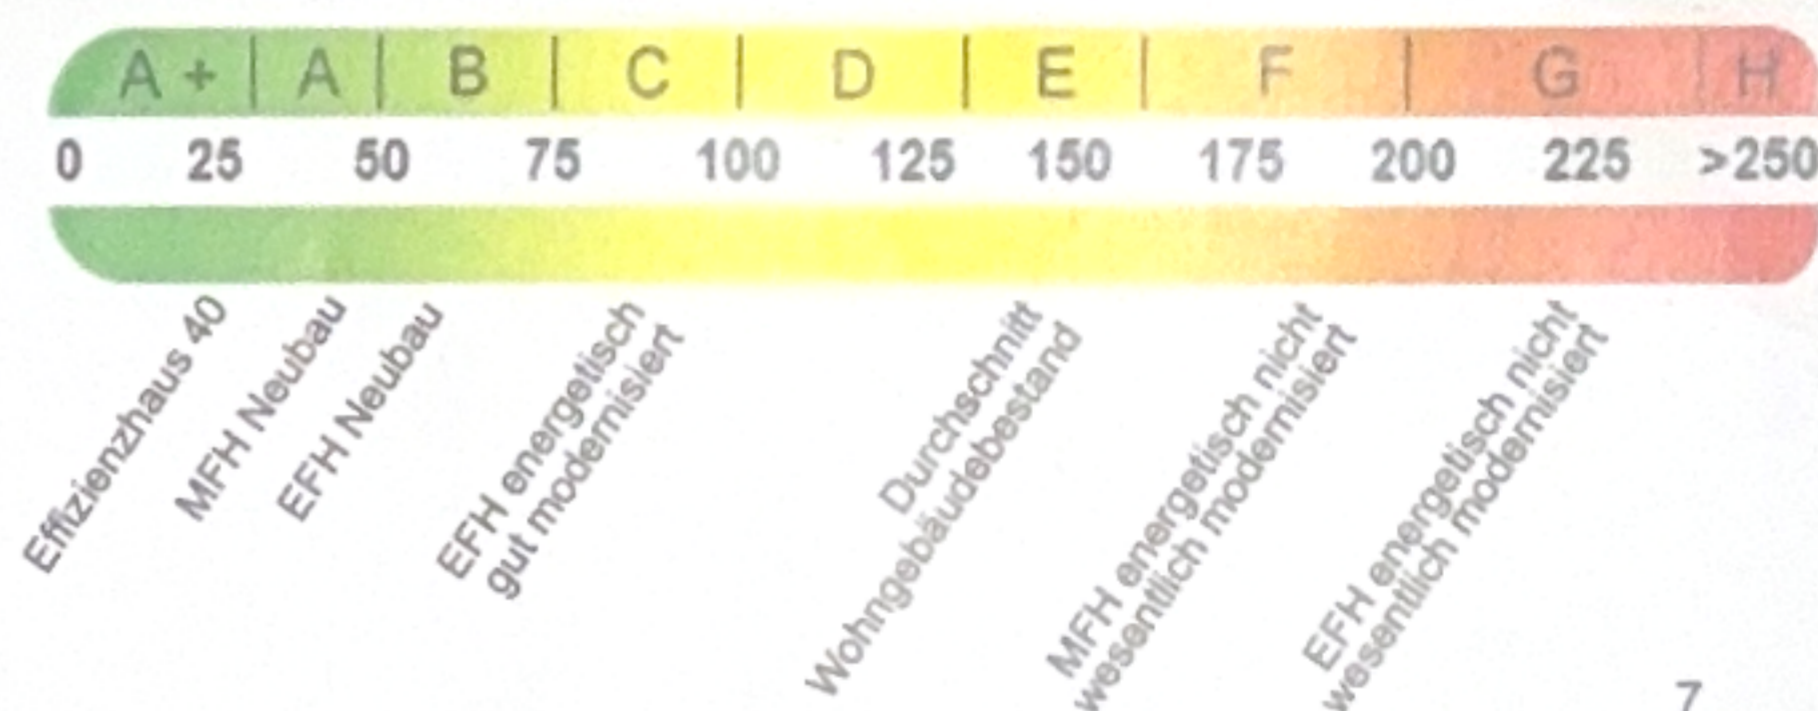 A+ | A | B | C | D | E | F | G | H
0 25 50 75 100 125 150 175 200 225 >250
Effizienzhaus 40
MFH Neubau
EFH Neubau
EFH energetisch
gut modernisiert
Durchschnitt
Wohngebäudebestand
MFH energetisch nicht
wesentlich modernisiert
EFH energetisch nicht
wesentlich modernisiert
7